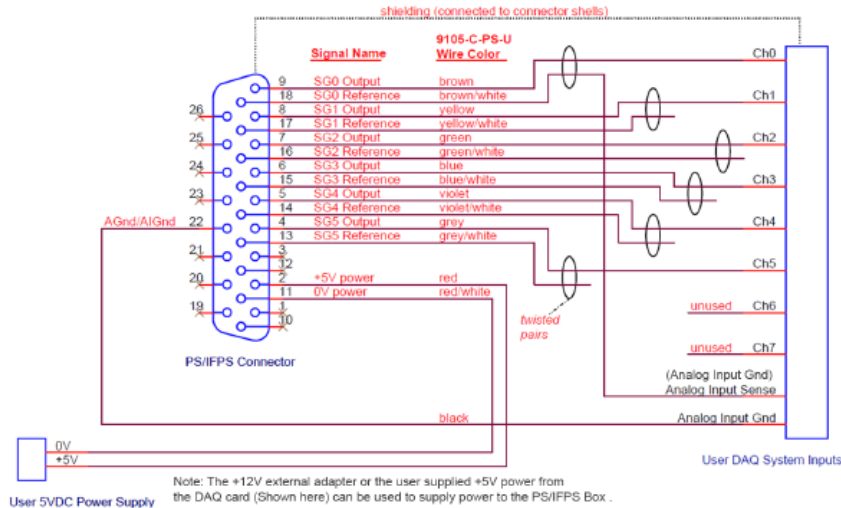 shielding (connected to connector shells)
9105-C-PS-U
Signal Name Wire Color
Ch0
9 SG0 Output brown
18 SG0 Reference brown/white
Ch1
26 8 SG1 Output yellow
17 SG1 Reference yellow/white
25 7 SG2 Output green
Ch2
16 SG2 Reference green/white
24 6 SG3 Output blue
15 SG3 Reference blue/white
Ch3
23 5 SG4 Output violet
14 SG4 Reference violet/white
AGnd/AIGnd 22 4 SG5 Output grey
Ch4
13 SG5 Reference grey/white
21 3
12
Ch5
20 2 +5V power red
11 0V power red/white
19 1
10
unused Ch6
twisted
pairs
unused Ch7
PS/IFPS Connector
(Analog Input Gnd)
Analog Input Sense
black Analog Input Gnd
0V
+5V
User DAQ System Inputs
User 5VDC Power Supply
Note: The +12V external adapter or the user supplied +5V power from
the DAQ card (Shown here) can be used to supply power to the PS/IFPS Box .